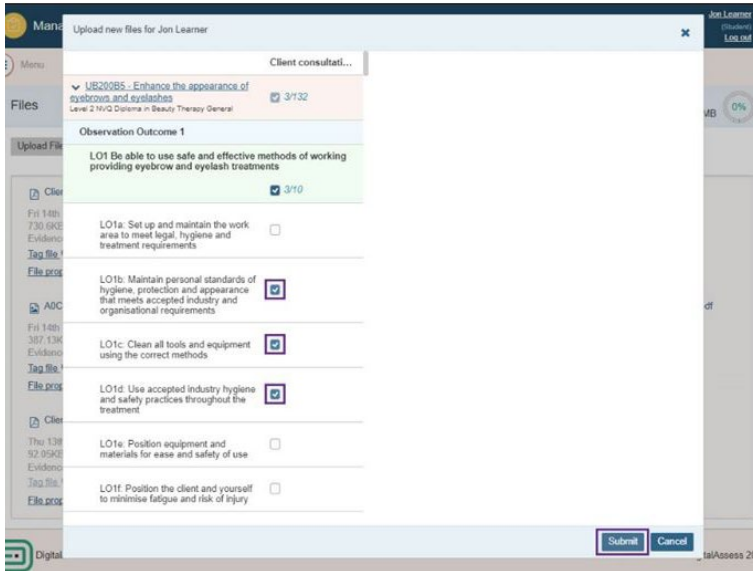 Mana
Upload new files for Jon Learner
Jon Learner
(Student)
Log out
Menu
Client consultati...
UB200B5 - Enhance the appearance of
eyebrows and eyelashes
3/132
Level 2 NVQ Diploma in Beauty Therapy General
Files
MB
0%
Observation Outcome 1
Upload File
LO1 Be able to use safe and effective methods of working
providing eyebrow and eyelash treatments
3/10
Clien
Fri 14th
730.6KE
Evidenc
Tag file
File prop
LO1a: Set up and maintain the work
area to meet legal, hygiene and
treatment requirements
LO1b: Maintain personal standards of
hygiene, protection and appearance
that meets accepted industry and
organisational requirements
A0C
df
Fri 14th
387.13K
Evidenc
Tag file
File prop
LO1c: Clean all tools and equipment
using the correct methods
LO1d: Use accepted industry hygiene
and safety practices throughout the
treatment
Clien
Thu 13th
92.05KE
Evidenc
Tag file
File prop
LO1e: Position equipment and
materials for ease and safety of use
LO1f: Position the client and yourself
to minimise fatigue and risk of injury
Submit
Cancel
Digital
italAssess 20